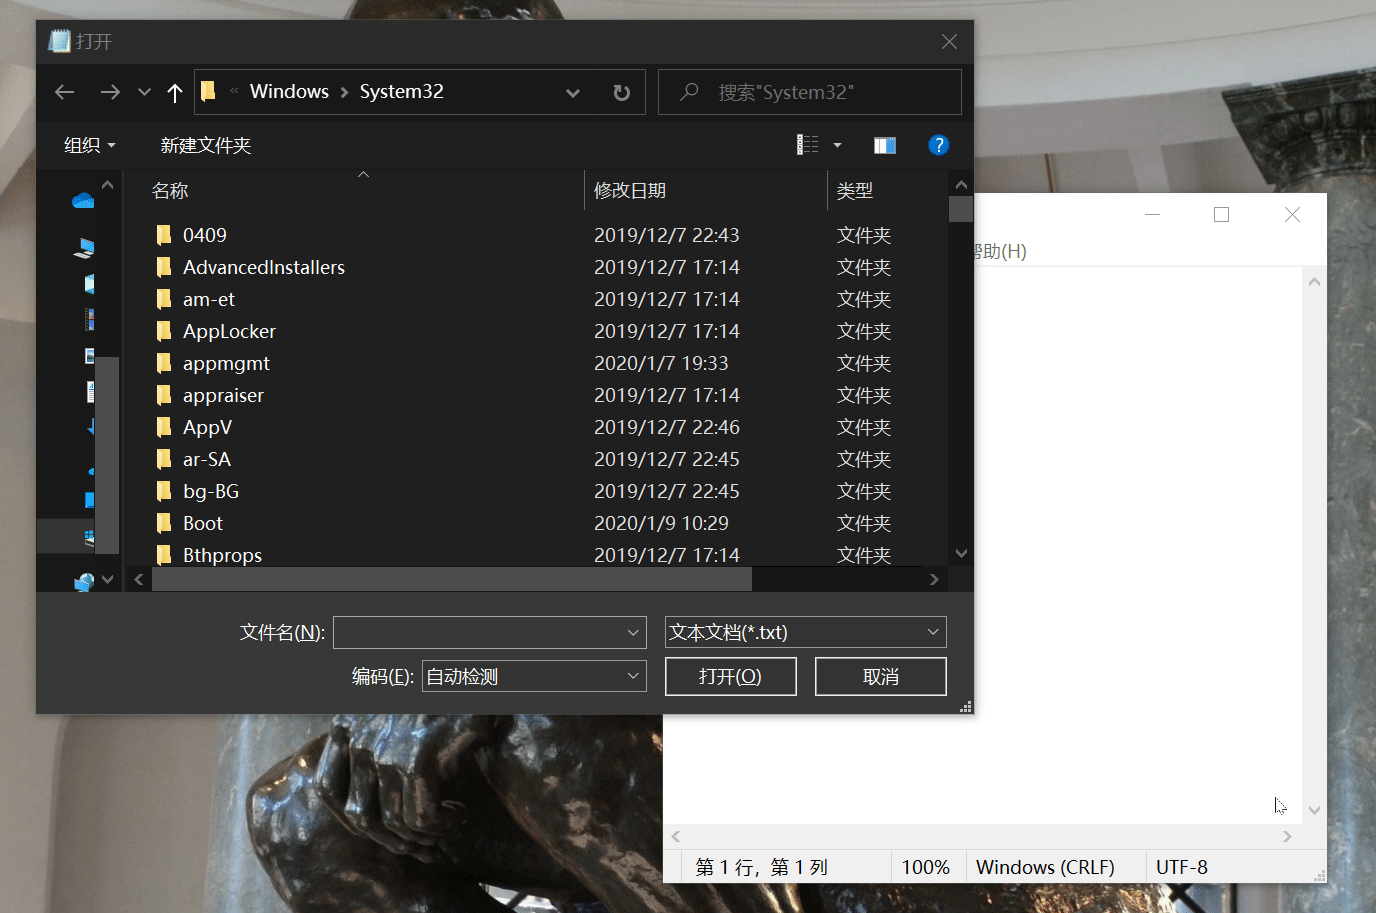 打开
« Windows › System32
搜索"System32"
组织
新建文件夹
?
名称 修改日期 类型
0409 2019/12/7 22:43 文件夹
AdvancedInstallers 2019/12/7 17:14 文件夹
am-et 2019/12/7 17:14 文件夹
AppLocker 2019/12/7 17:14 文件夹
appmgmt 2020/1/7 19:33 文件夹
appraiser 2019/12/7 17:14 文件夹
AppV 2019/12/7 22:46 文件夹
ar-SA 2019/12/7 22:45 文件夹
bg-BG 2019/12/7 22:45 文件夹
Boot 2020/1/9 10:29 文件夹
Bthprops 2019/12/7 17:14 文件夹
文件名(N):
文本文档(*.txt)
编码(E): 自动检测
打开(O) 取消
帮助(H)
第 1 行，第 1 列 100% Windows (CRLF) UTF-8